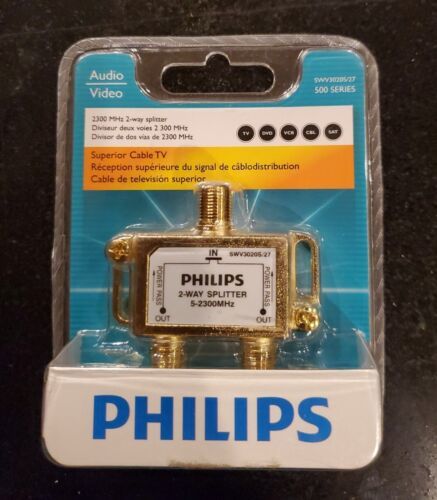 Audio
Video
SWV3020S/27
500 SERIES
2300 MHz 2-way splitter
Diviseur deux voies 2 300 MHz
Divisor de dos vías de 2300 MHz
TV DVD VCR CBL SAT
Superior Cable TV
Réception supérieure du signal de câblodistribution
Cable de televisión superior
IN
SWV3020S/27
POWER PASS
PHILIPS
POWER PASS
2-WAY SPLITTER
5-2300MHz
OUT
OUT
PHILIPS